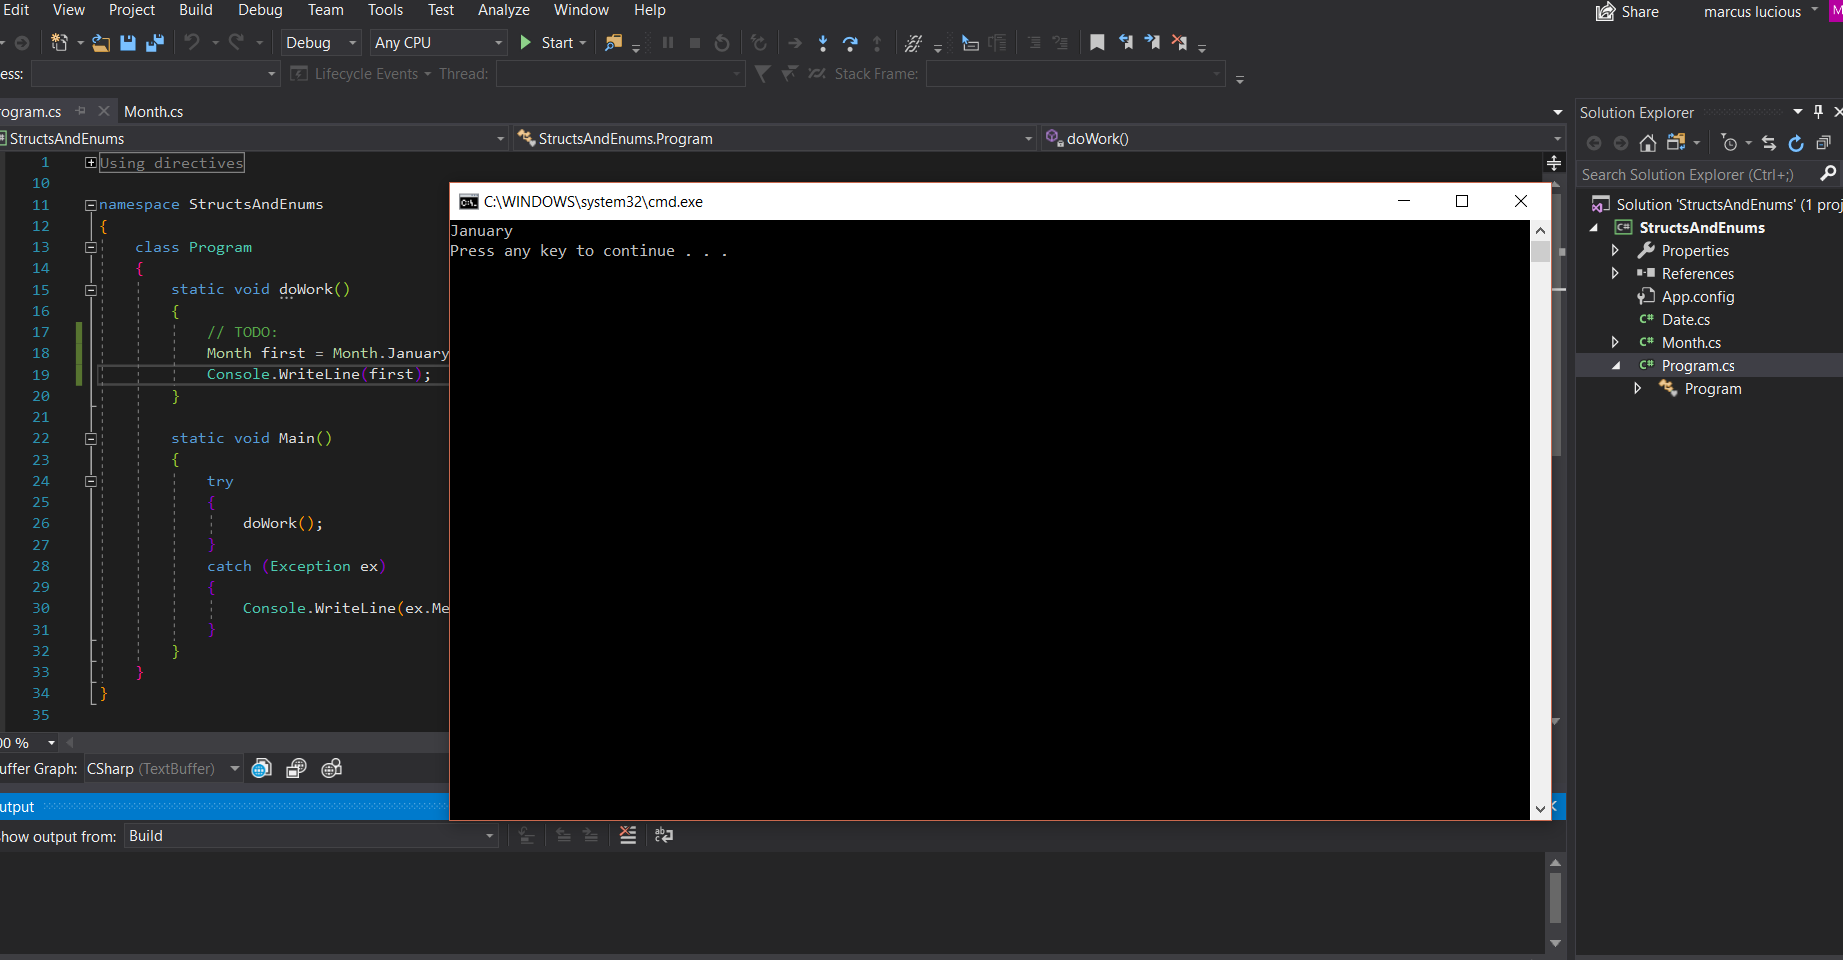 Edit View Project Build Debug Team Tools Test Analyze Window Help
Share marcus lucious M
Debug Any CPU Start
ess: Lifecycle Events Thread: Stack Frame:
rogram.cs Month.cs
StructsAndEnums StructsAndEnums.Program doWork()
1 Using directives
10
11 namespace StructsAndEnums
12 {
13 class Program
14 {
15 static void doWork()
16 {
17 // TODO:
18 Month first = Month.January
19 Console.WriteLine(first);
20 }
21
22 static void Main()
23 {
24 try
25 {
26 doWork();
27 }
28 catch (Exception ex)
29 {
30 Console.WriteLine(ex.Me
31 }
32 }
33 }
34 }
35
C:\WINDOWS\system32\cmd.exe
January
Press any key to continue . . .
00 %
uffer Graph: CSharp (TextBuffer)
utput
how output from: Build
Solution Explorer
Search Solution Explorer (Ctrl+;)
Solution 'StructsAndEnums' (1 proj
StructsAndEnums
Properties
References
App.config
C# Date.cs
C# Month.cs
C# Program.cs
Program